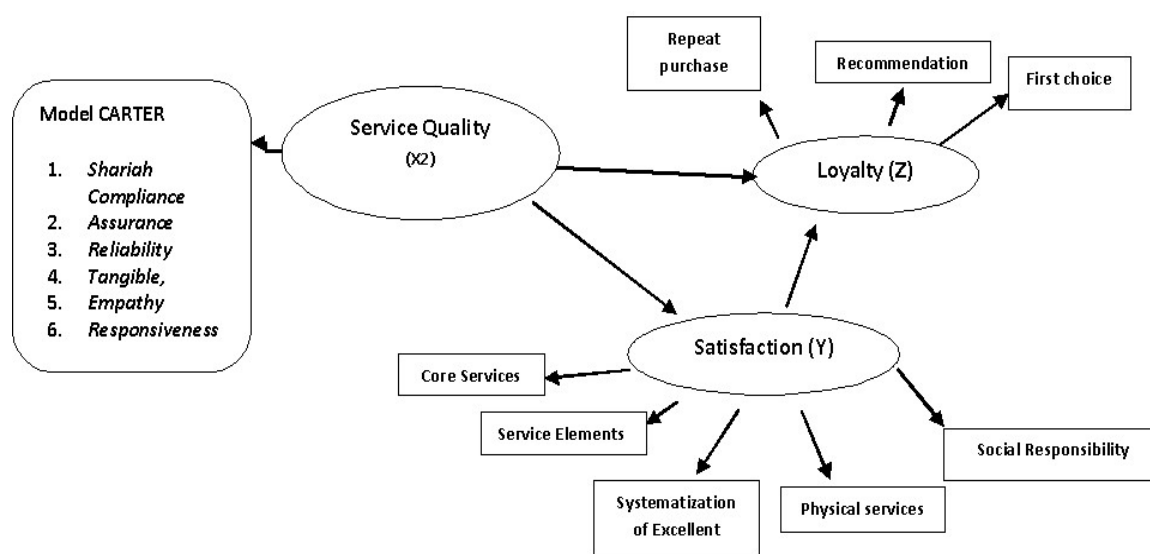 Repeat
purchase
Recommendation
First choice
Model CARTER
1. Shariah
Compliance
2. Assurance
3. Reliability
4. Tangible,
5. Empathy
6. Responsiveness
Service Quality
(X2)
Loyalty (Z)
Satisfaction (Y)
Core Services
Service Elements
Systematization
of Excellent
Physical services
Social Responsibility